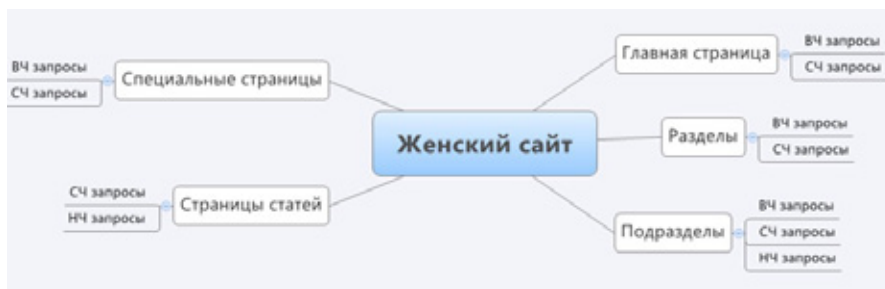 Женский сайт
Главная страница
ВЧ запросы
СЧ запросы
Разделы
ВЧ запросы
СЧ запросы
Подразделы
ВЧ запросы
СЧ запросы
НЧ запросы
Специальные страницы
ВЧ запросы
СЧ запросы
Страницы статей
СЧ запросы
НЧ запросы